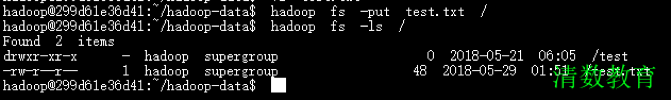 hadoop@299d61e36d41:~/hadoop-data$ hadoop fs -put test.txt /
hadoop@299d61e36d41:~/hadoop-data$ hadoop fs -ls /
Found 2 items
drwxr-xr-x - hadoop supergroup 0 2018-05-21 06:05 /test
-rw-r--r-- 1 hadoop supergroup 48 2018-05-29 01:51 /test.txt
hadoop@299d61e36d41:~/hadoop-data$
清数教育